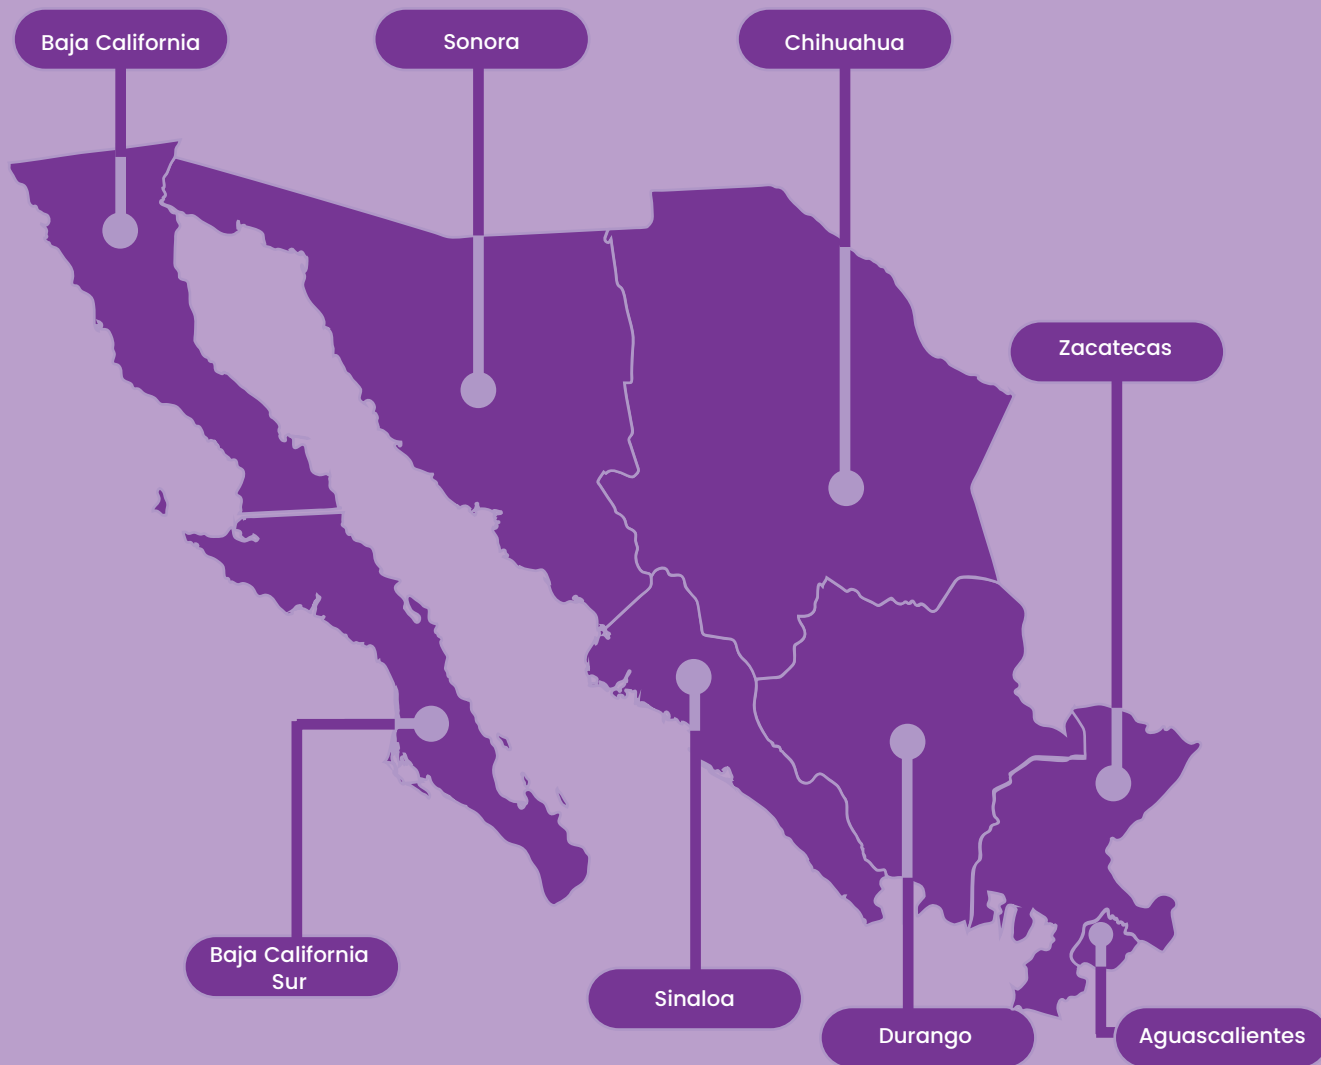 Baja California
Sonora
Chihuahua
Zacatecas
Baja California
Sur
Sinaloa
Durango
Aguascalientes